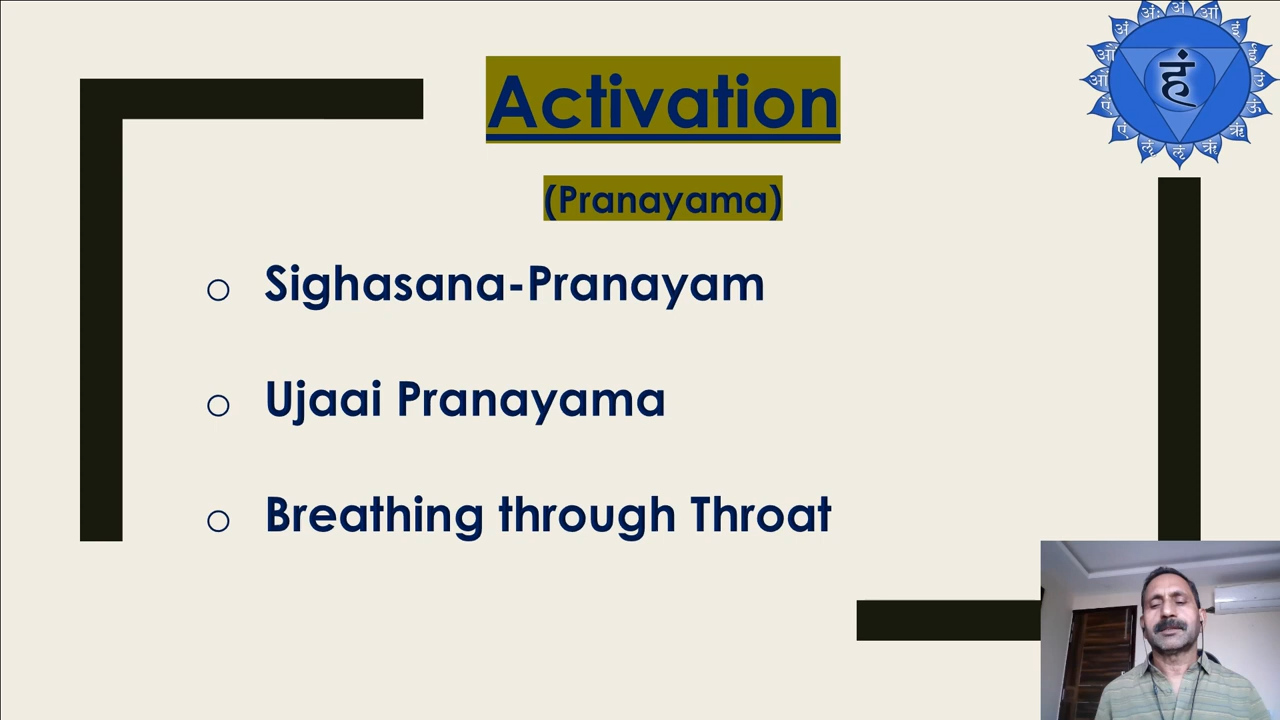 Activation
(Pranayama)
o Sighasana-Pranayam
o Ujaai Pranayama
o Breathing through Throat
हं
अं
आं
इं
ईं
उं
ऊं
ऋं
ॠं
लृं
एं
ऐं
अः